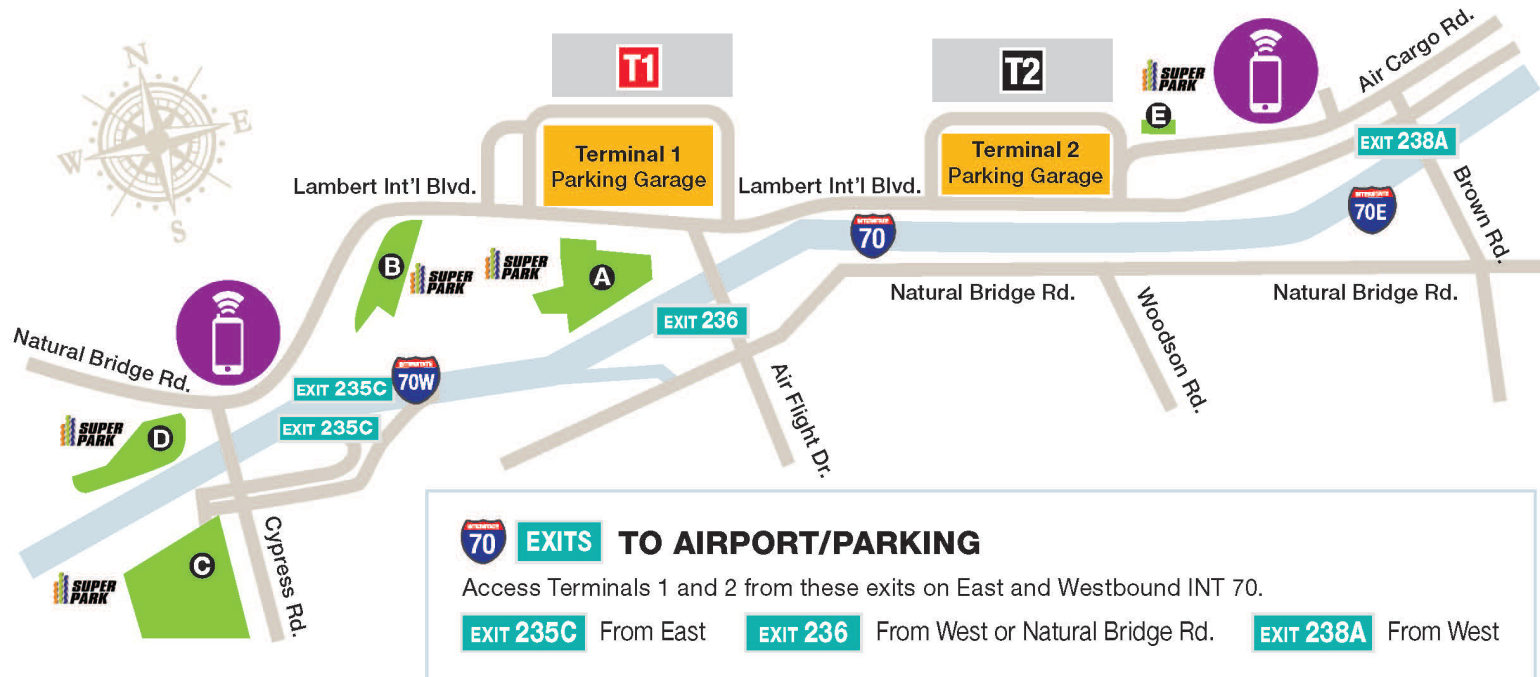 N
E
S
W
T1
T2
SUPER
PARK
E
Air Cargo Rd.
Terminal 1
Parking Garage
Terminal 2
Parking Garage
EXIT 238A
Lambert Int'l Blvd.
Lambert Int'l Blvd.
INTERSTATE
70
INTERSTATE
70E
Brown Rd.
B
SUPER
PARK
SUPER
PARK
A
Natural Bridge Rd.
Natural Bridge Rd.
EXIT 236
Woodson Rd.
Natural Bridge Rd.
EXIT 235C
INTERSTATE
70W
EXIT 235C
Air Flight Dr.
SUPER
PARK
D
Cypress Rd.
C
SUPER
PARK
INTERSTATE
70 EXITS TO AIRPORT/PARKING
Access Terminals 1 and 2 from these exits on East and Westbound INT 70.
EXIT 235C From East EXIT 236 From West or Natural Bridge Rd. EXIT 238A From West